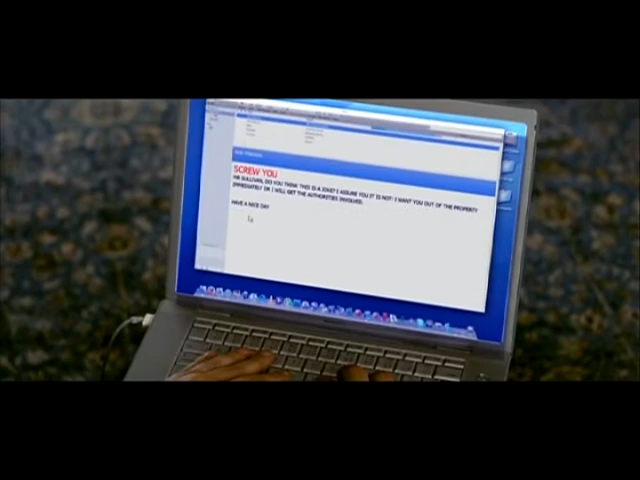 SCREW YOU
MR SULLIVAN, DO YOU THINK THIS IS A JOKE? I ASSURE YOU IT IS NOT! I WANT YOU OUT OF THE PROPERTY
IMMEDIATELY OR I WILL GET THE AUTHORITIES INVOLVED.
HAVE A NICE DAY